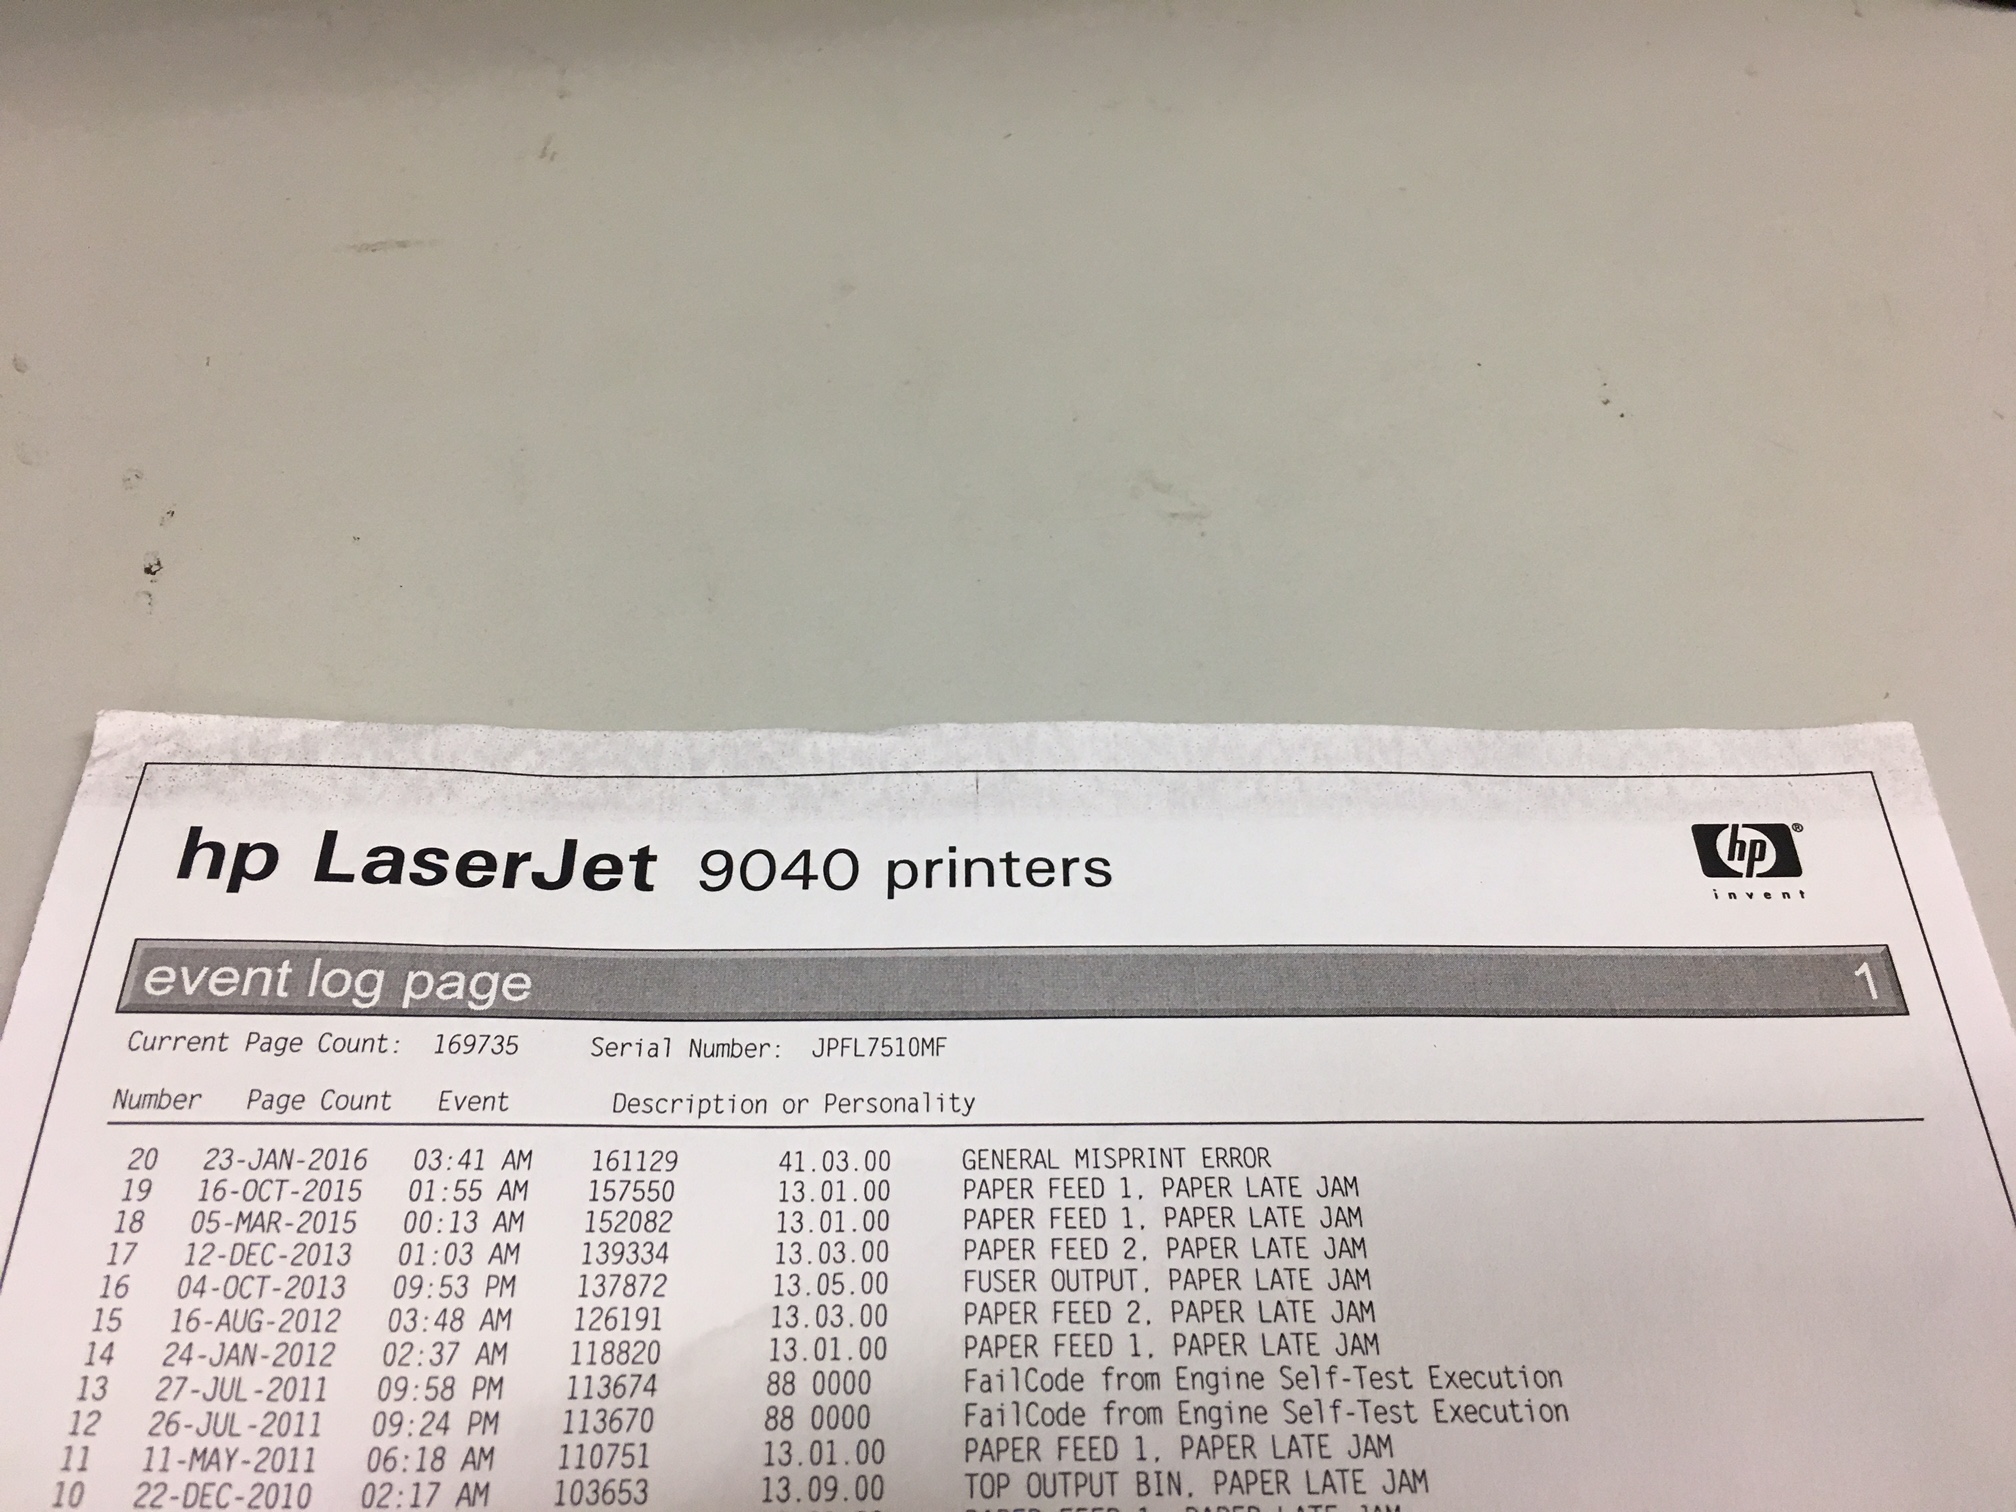 hp LaserJet 9040 printers
hp®
invent
event log page 1
Current Page Count: 169735 Serial Number: JPFL7510MF
Number Page Count Event Description or Personality
20 23-JAN-2016 03:41 AM 161129 41.03.00 GENERAL MISPRINT ERROR
19 16-OCT-2015 01:55 AM 157550 13.01.00 PAPER FEED 1, PAPER LATE JAM
18 05-MAR-2015 00:13 AM 152082 13.01.00 PAPER FEED 1, PAPER LATE JAM
17 12-DEC-2013 01:03 AM 139334 13.03.00 PAPER FEED 2, PAPER LATE JAM
16 04-OCT-2013 09:53 PM 137872 13.05.00 FUSER OUTPUT, PAPER LATE JAM
15 16-AUG-2012 03:48 AM 126191 13.03.00 PAPER FEED 2, PAPER LATE JAM
14 24-JAN-2012 02:37 AM 118820 13.01.00 PAPER FEED 1, PAPER LATE JAM
13 27-JUL-2011 09:58 PM 113674 88 0000 FailCode from Engine Self-Test Execution
12 26-JUL-2011 09:24 PM 113670 88 0000 FailCode from Engine Self-Test Execution
11 11-MAY-2011 06:18 AM 110751 13.01.00 PAPER FEED 1, PAPER LATE JAM
10 22-DEC-2010 02:17 AM 103653 13.09.00 TOP OUTPUT BIN, PAPER LATE JAM